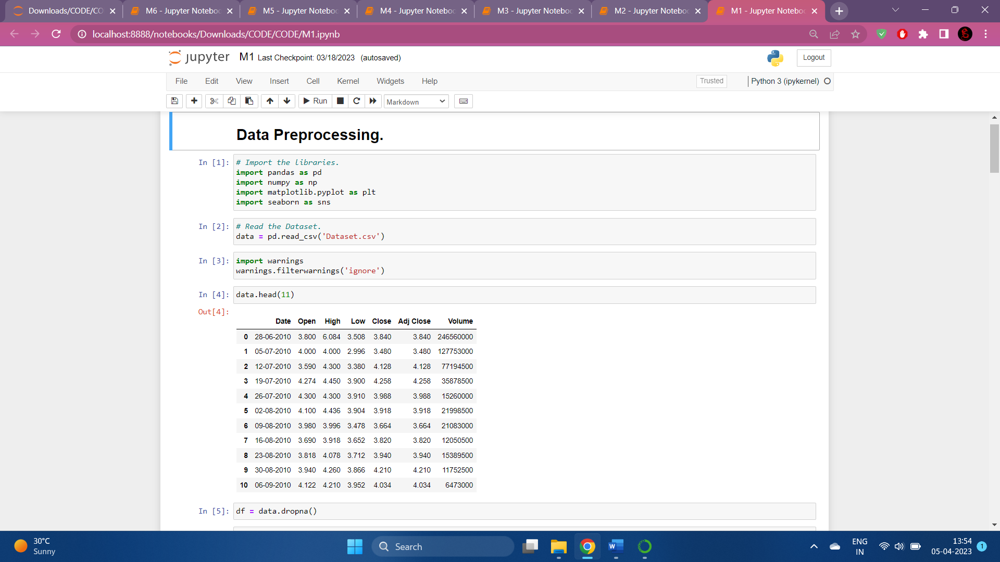 Downloads/CODE/CO
M6 - Jupyter Noteboo
M5 - Jupyter Noteboo
M4 - Jupyter Noteboo
M3 - Jupyter Noteboo
M2 - Jupyter Noteboo
M1 - Jupyter Noteboo
localhost:8888/notebooks/Downloads/CODE/CODE/M1.ipynb
jupyter M1 Last Checkpoint: 03/18/2023 (autosaved)
Logout
File Edit View Insert Cell Kernel Widgets Help
Trusted
Python 3 (ipykernel)
Run
Markdown
Data Preprocessing.
In [1]: # Import the libraries.
import pandas as pd
import numpy as np
import matplotlib.pyplot as plt
import seaborn as sns
In [2]: # Read the Dataset.
data = pd.read_csv('Dataset.csv')
In [3]: import warnings
warnings.filterwarnings('ignore')
In [4]: data.head(11)
Out[4]:
Date Open High Low Close Adj Close Volume
0 28-06-2010 3.800 6.084 3.508 3.840 3.840 246560000
1 05-07-2010 4.000 4.000 2.996 3.480 3.480 127753000
2 12-07-2010 3.590 4.300 3.380 4.128 4.128 77194500
3 19-07-2010 4.274 4.450 3.900 4.258 4.258 35878500
4 26-07-2010 4.300 4.300 3.910 3.988 3.988 15260000
5 02-08-2010 4.100 4.436 3.904 3.918 3.918 21998500
6 09-08-2010 3.980 3.996 3.478 3.664 3.664 21083000
7 16-08-2010 3.690 3.918 3.652 3.820 3.820 12050500
8 23-08-2010 3.818 4.078 3.712 3.940 3.940 15389500
9 30-08-2010 3.940 4.260 3.866 4.210 4.210 11752500
10 06-09-2010 4.122 4.210 3.952 4.034 4.034 6473000
In [5]: df = data.dropna()
30°C
Sunny
Search
ENG
IN
13:54
05-04-2023
1